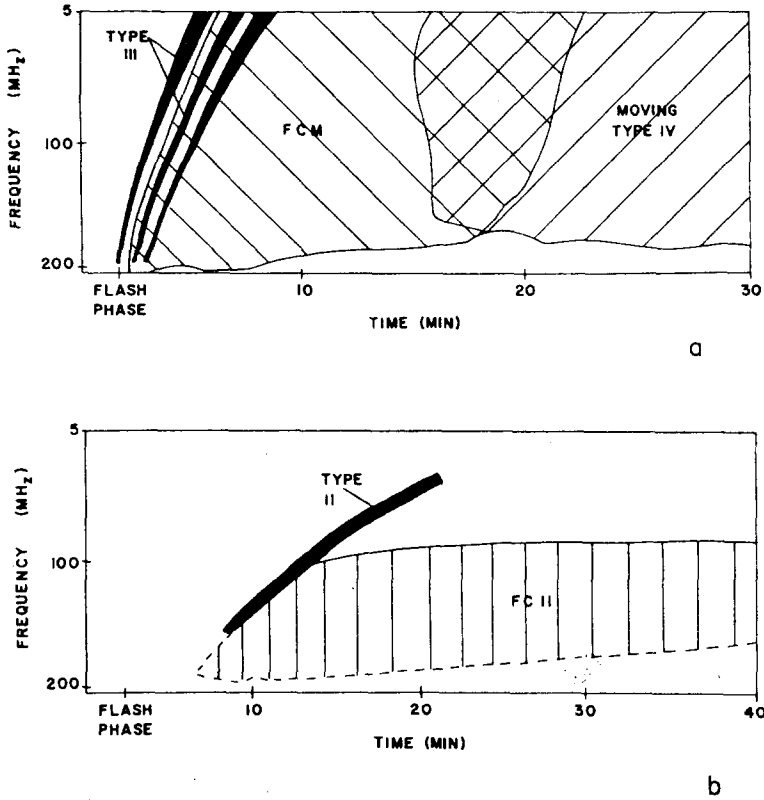 5
TYPE
III
FCM
MOVING
TYPE IV
FREQUENCY (MHz)
100
200
FLASH
PHASE
10
20
30
TIME (MIN)
a
5
TYPE
II
FREQUENCY (MHz)
100
FC II
200
FLASH
PHASE
10
20
30
40
TIME (MIN)
b